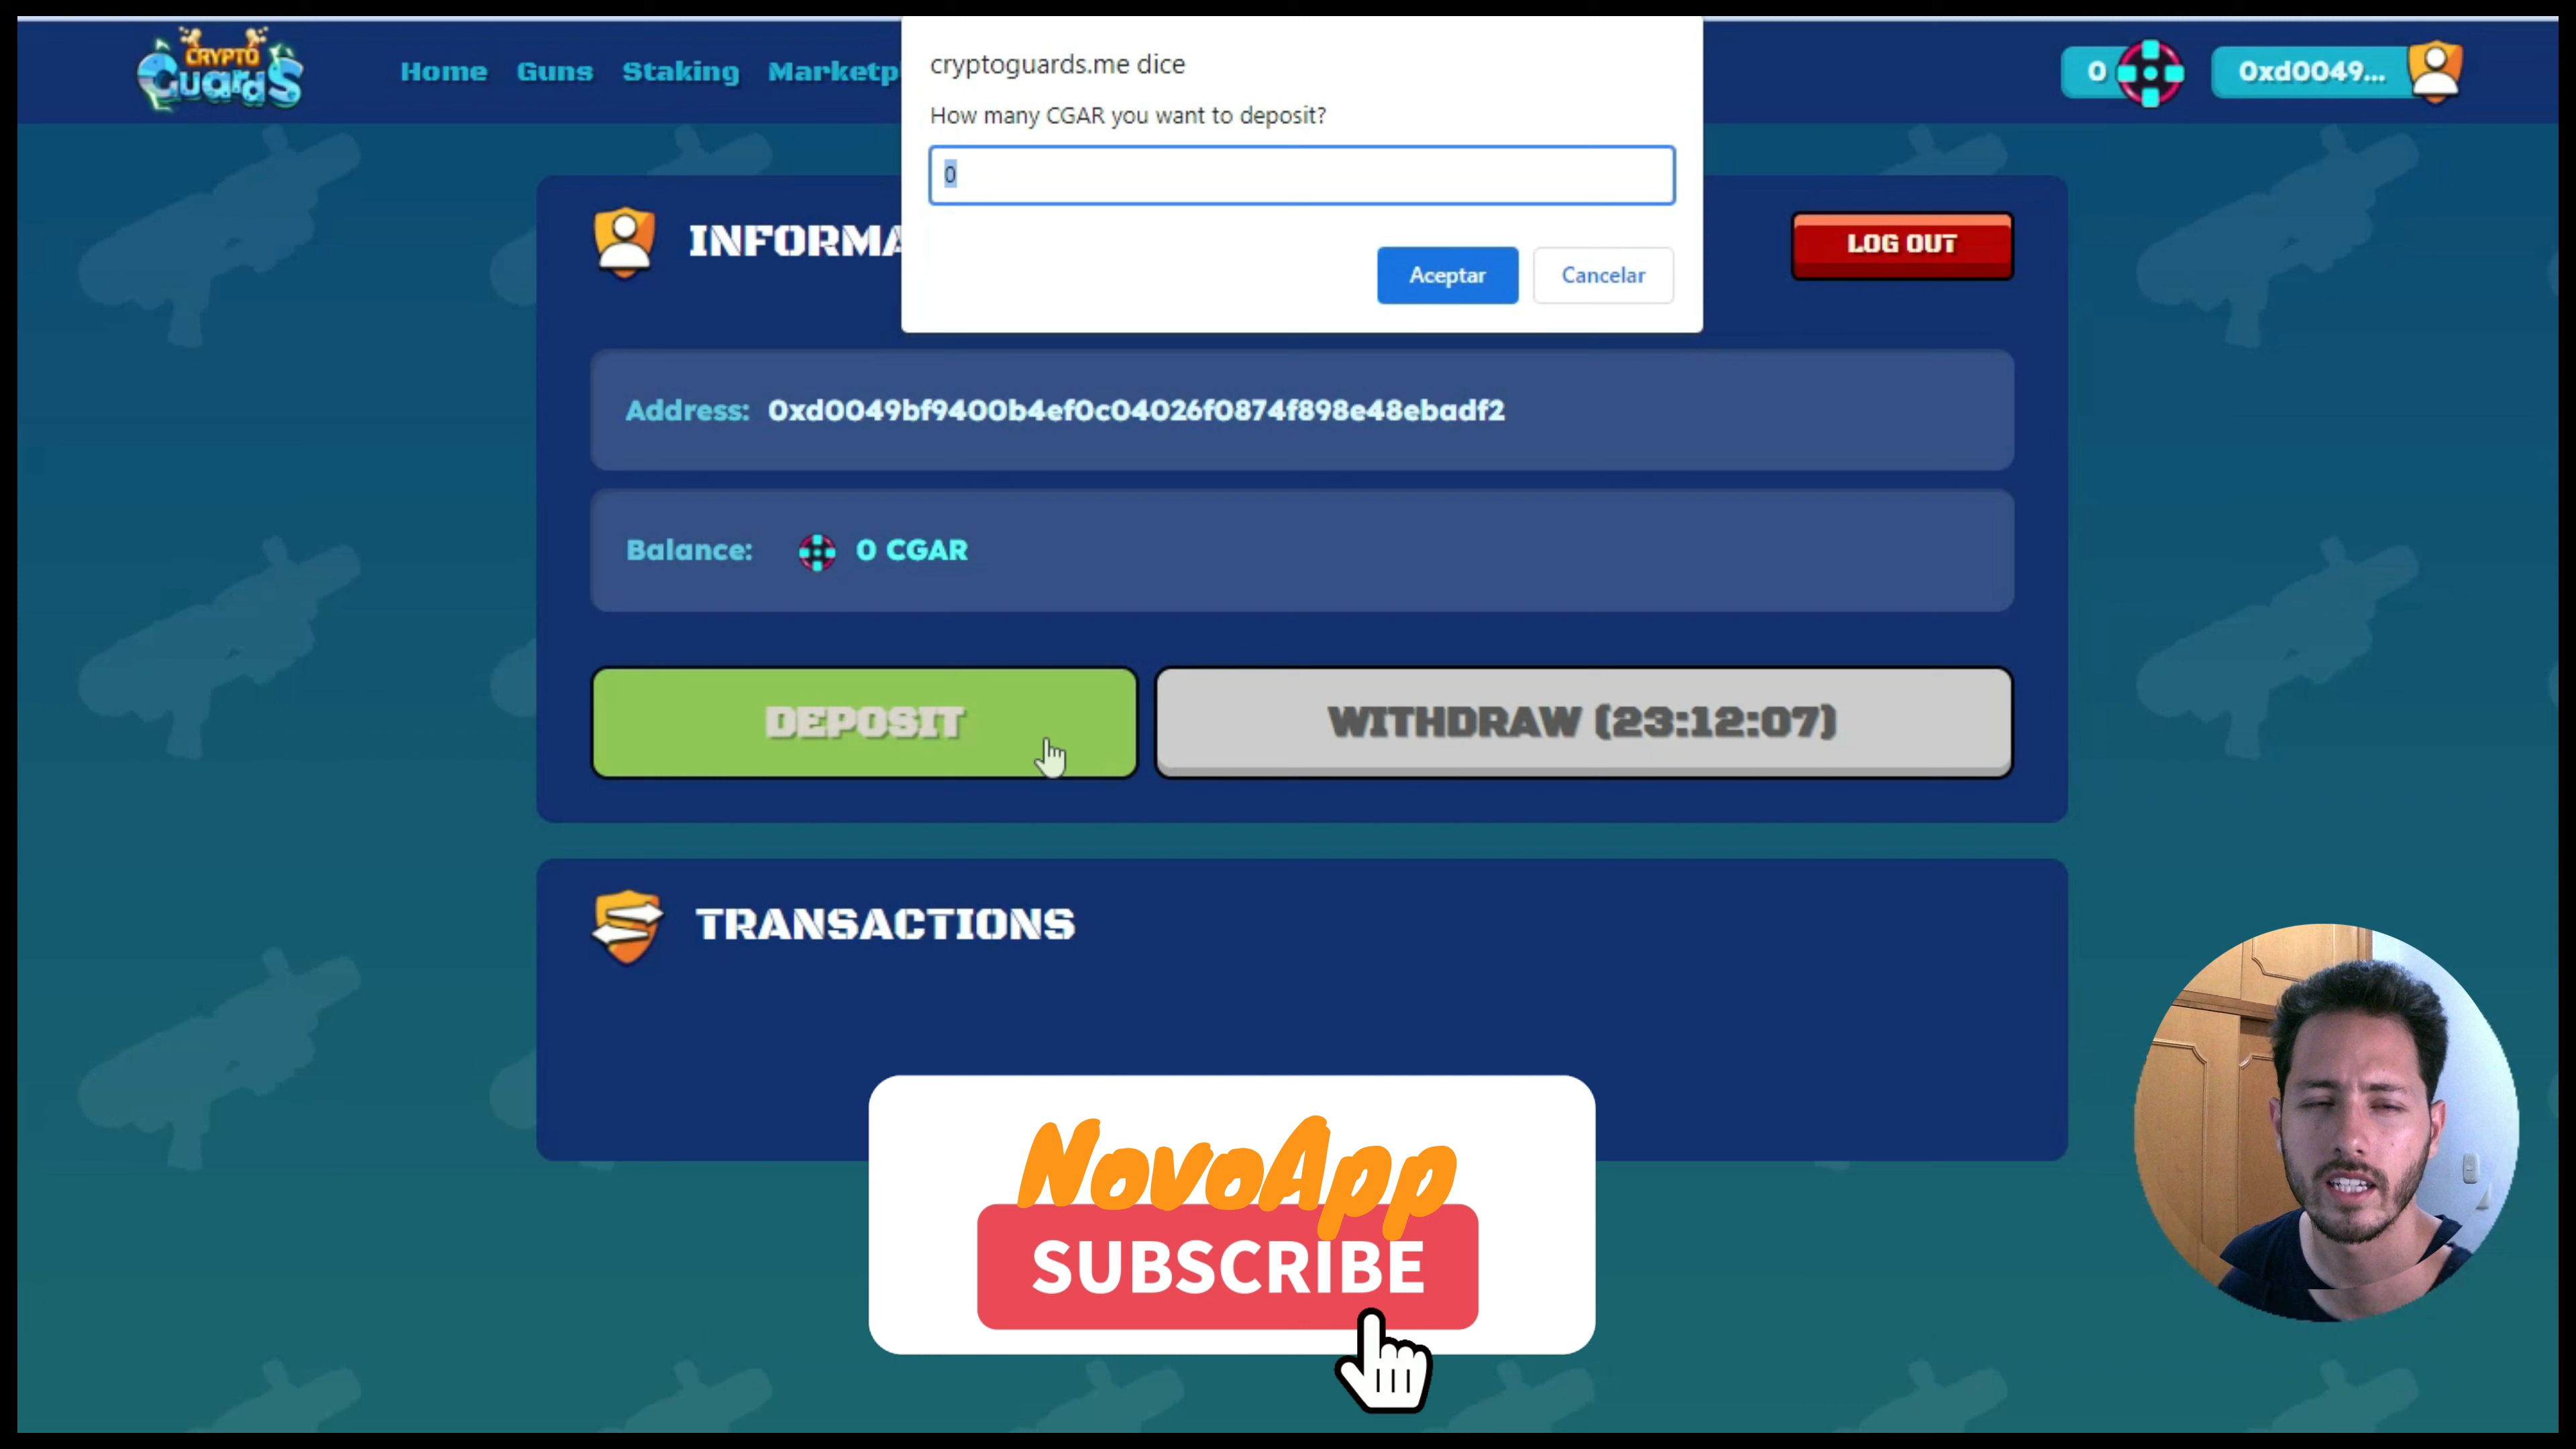 CRYPTO
GUARDS
Home Guns Staking Marketp
0
0xd0049...
cryptoguards.me dice
How many CGAR you want to deposit?
0
Aceptar Cancelar
INFORMA
LOG OUT
Address: 0xd0049bf9400b4ef0c04026f0874f898e48ebadf2
Balance: 0 CGAR
DEPOSIT
WITHDRAW (23:12:07)
TRANSACTIONS
NovoApp
SUBSCRIBE